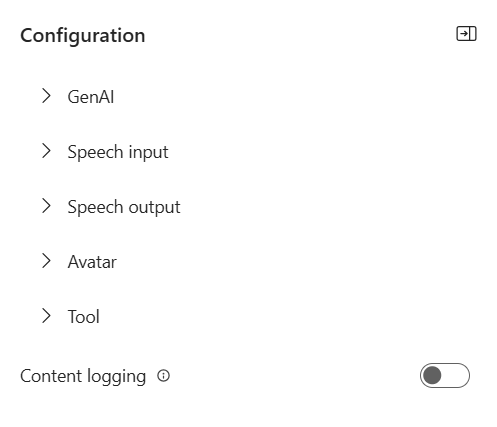 Configuration
GenAI
Speech input
Speech output
Avatar
Tool
Content logging